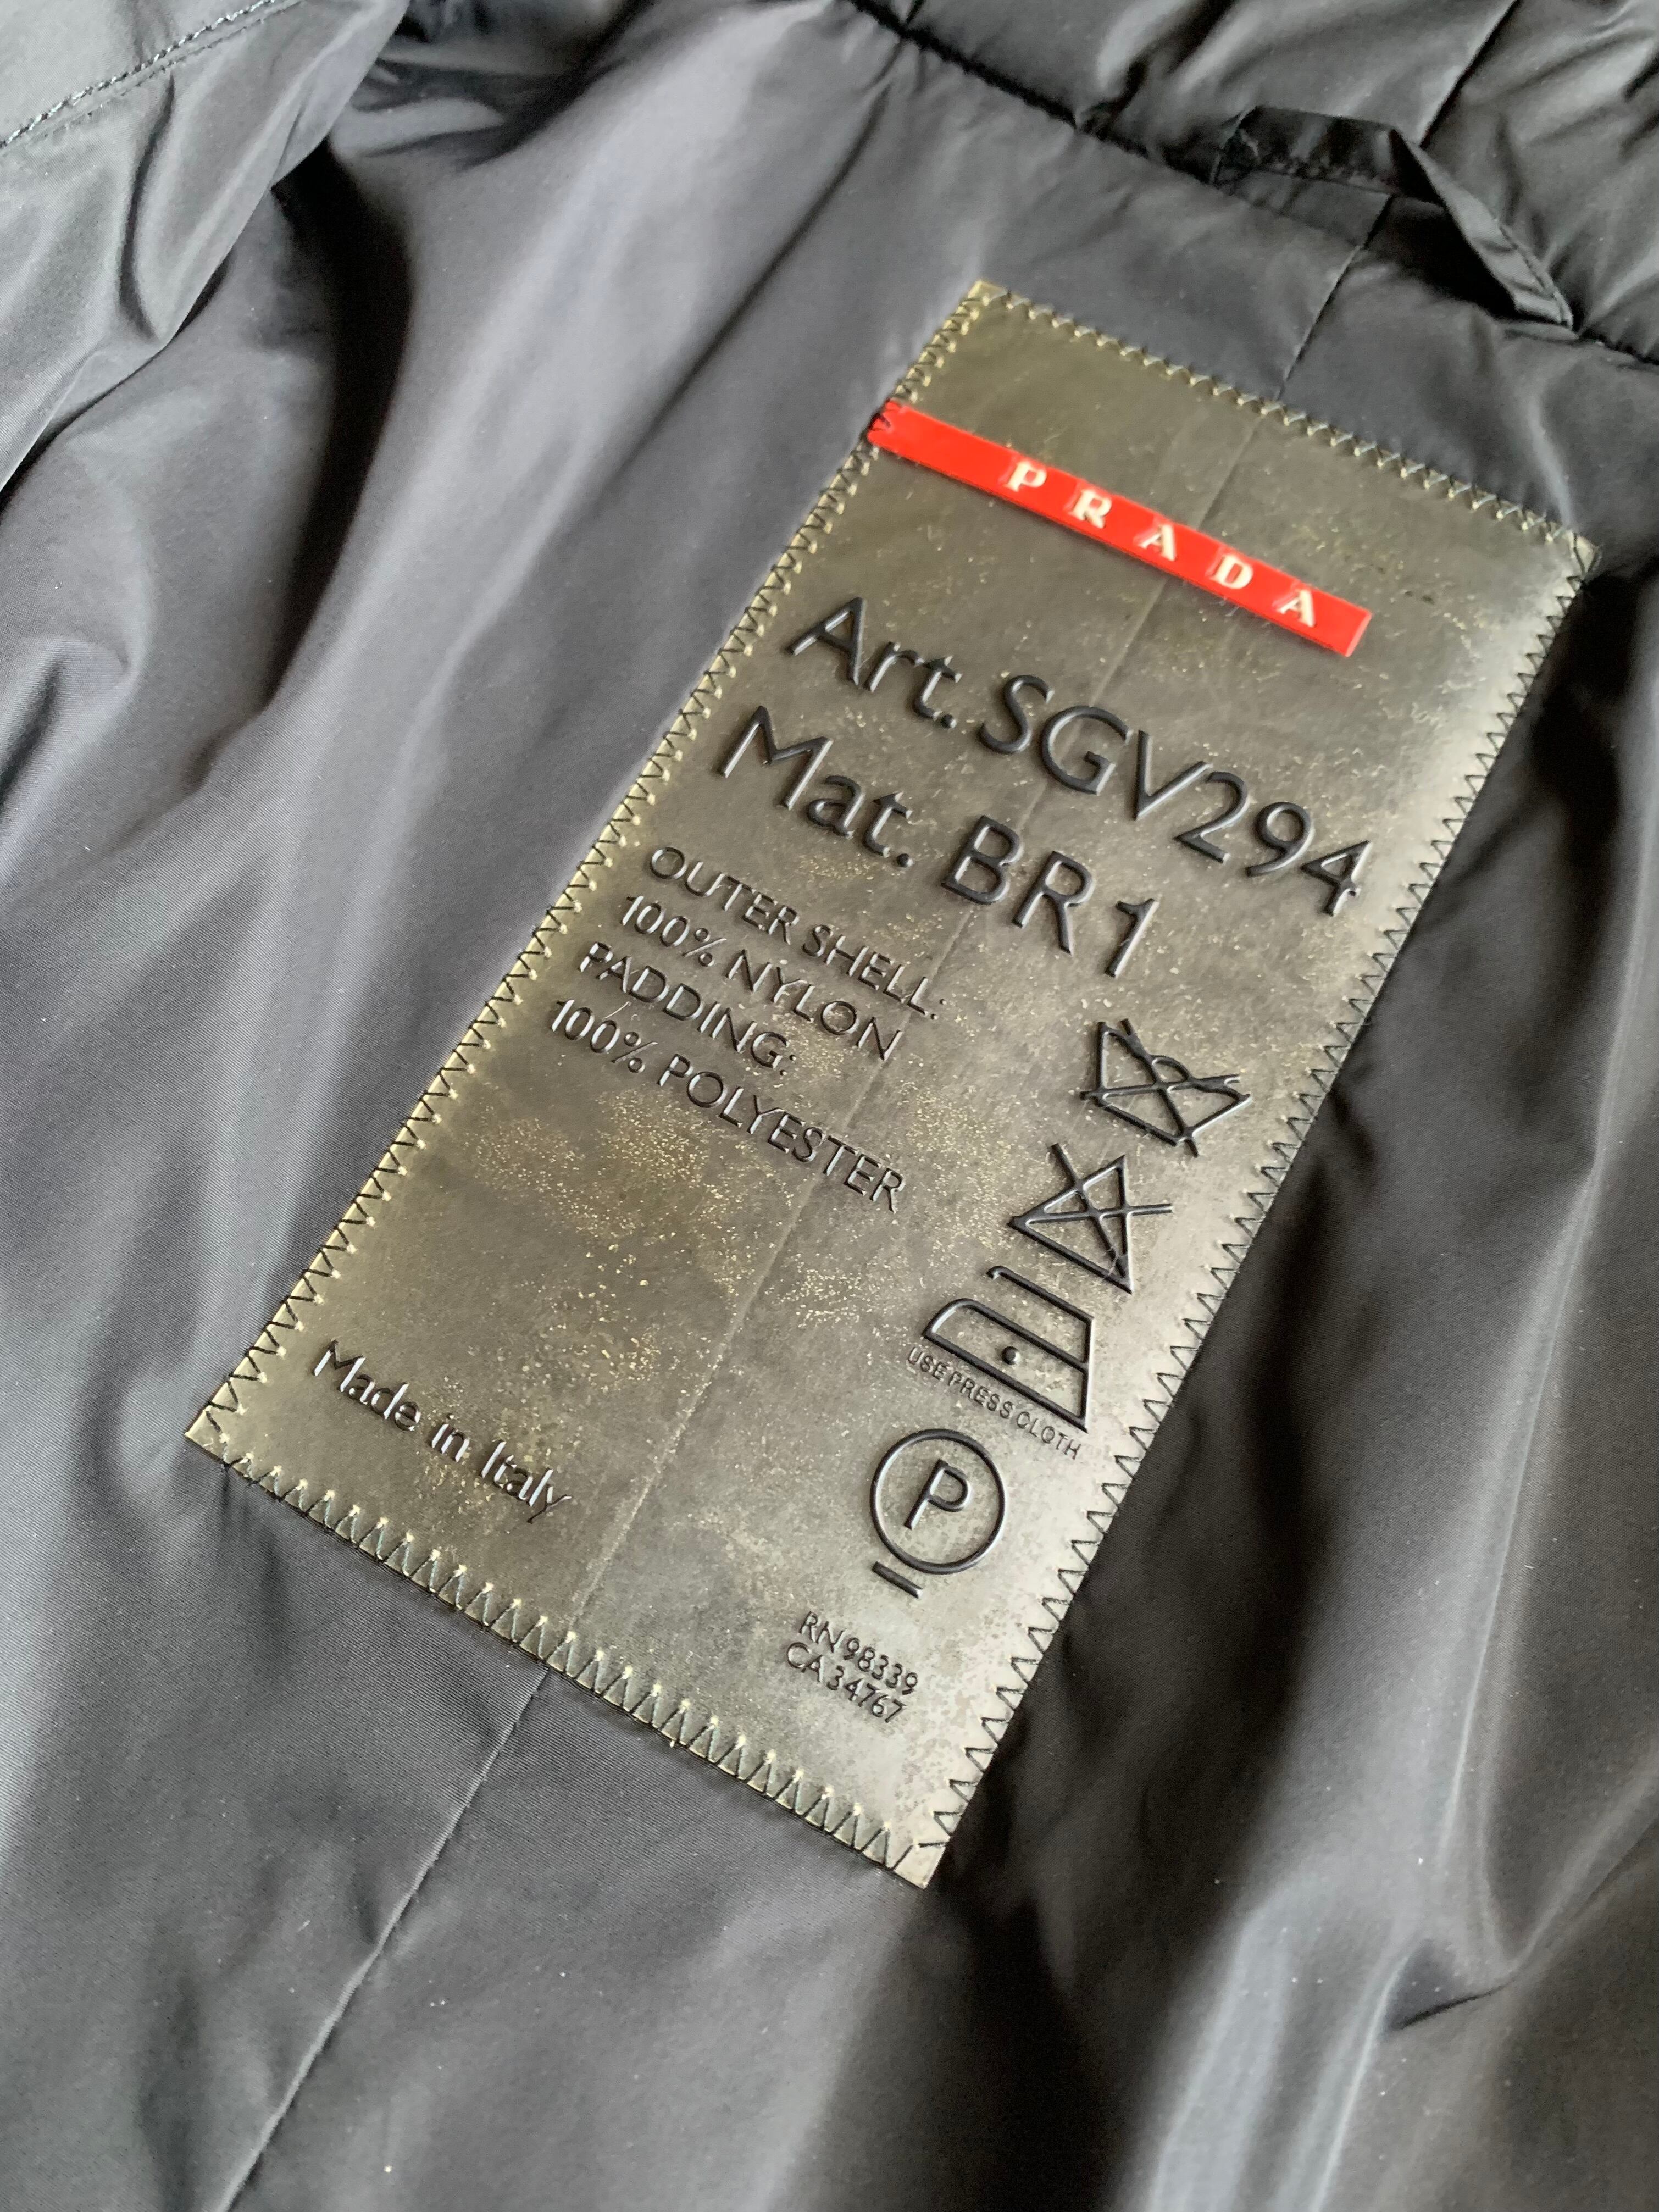 PRADA
Art. SGV294
Mat. BR1
OUTER SHELL:
100% NYLON
PADDING:
100% POLYESTER
USE PRESS CLOTH
P
Made in Italy
RN 98339
CA 34767